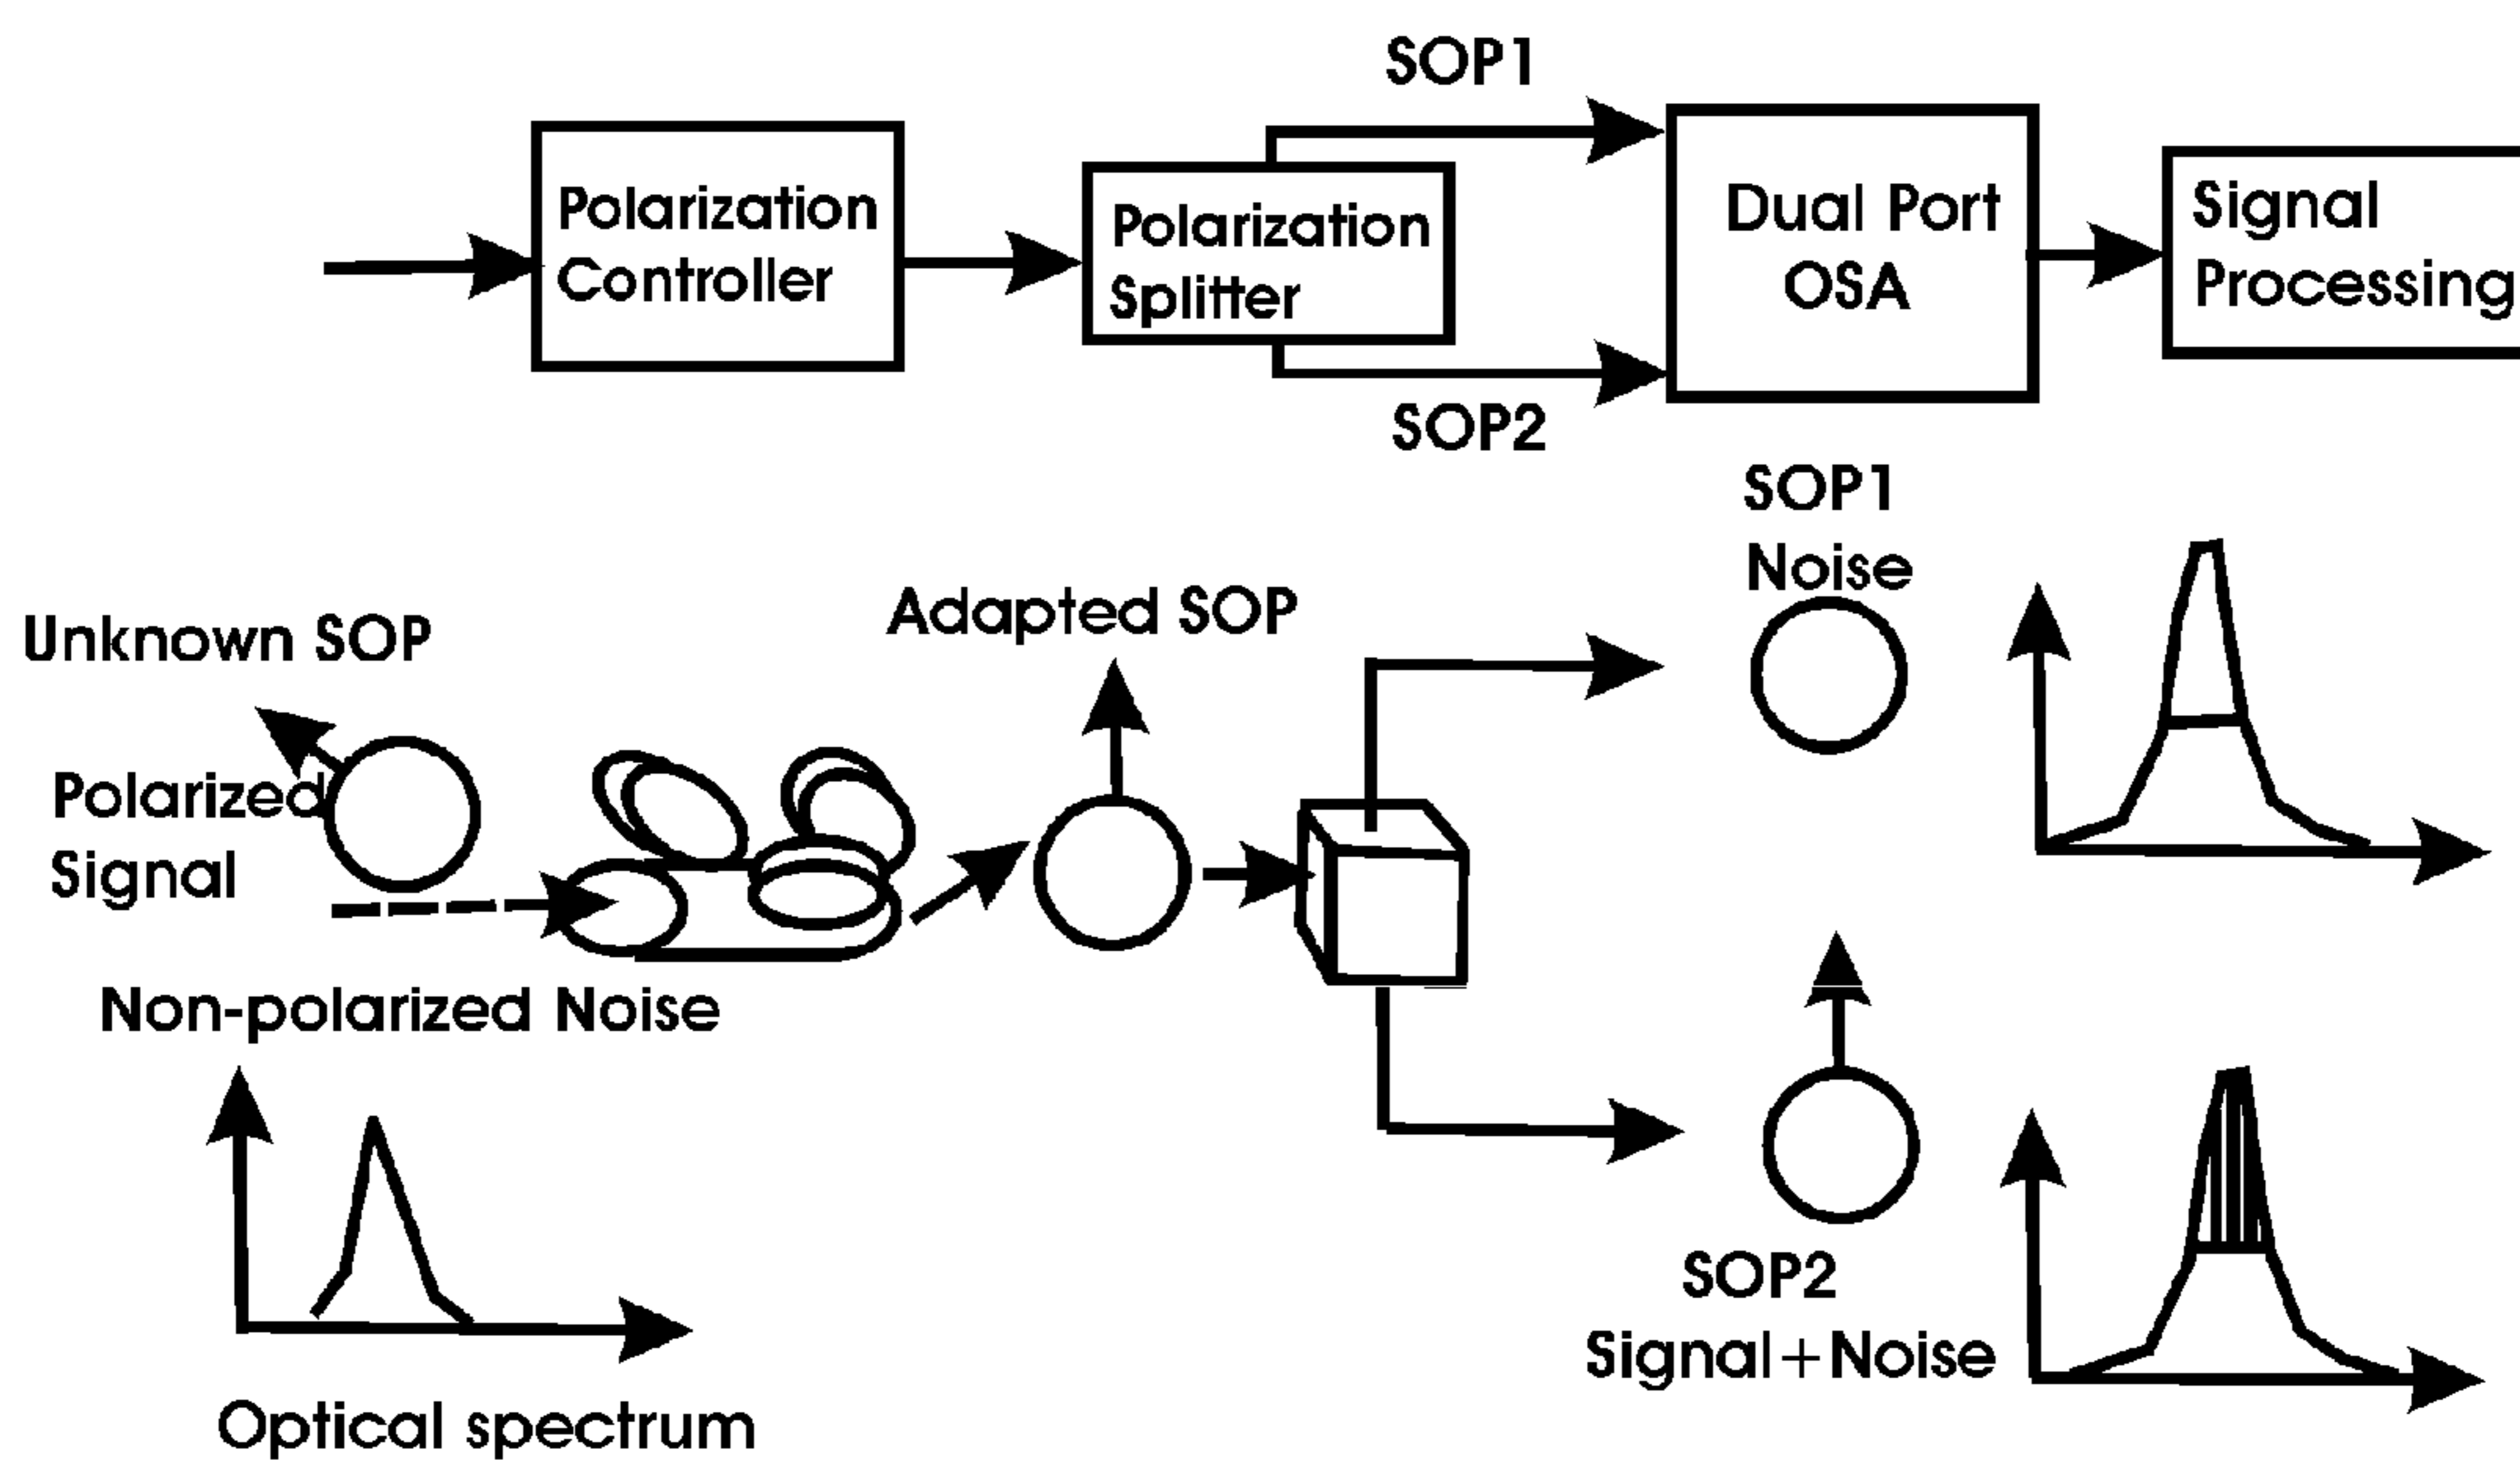 SOP1
Polarization
Controller
Polarization
Splitter
Dual Port
OSA
Signal
Processing
SOP2
SOP1
Noise
Adapted SOP
Unknown SOP
Polarized
Signal
Non-polarized Noise
SOP2
Signal+Noise
Optical spectrum